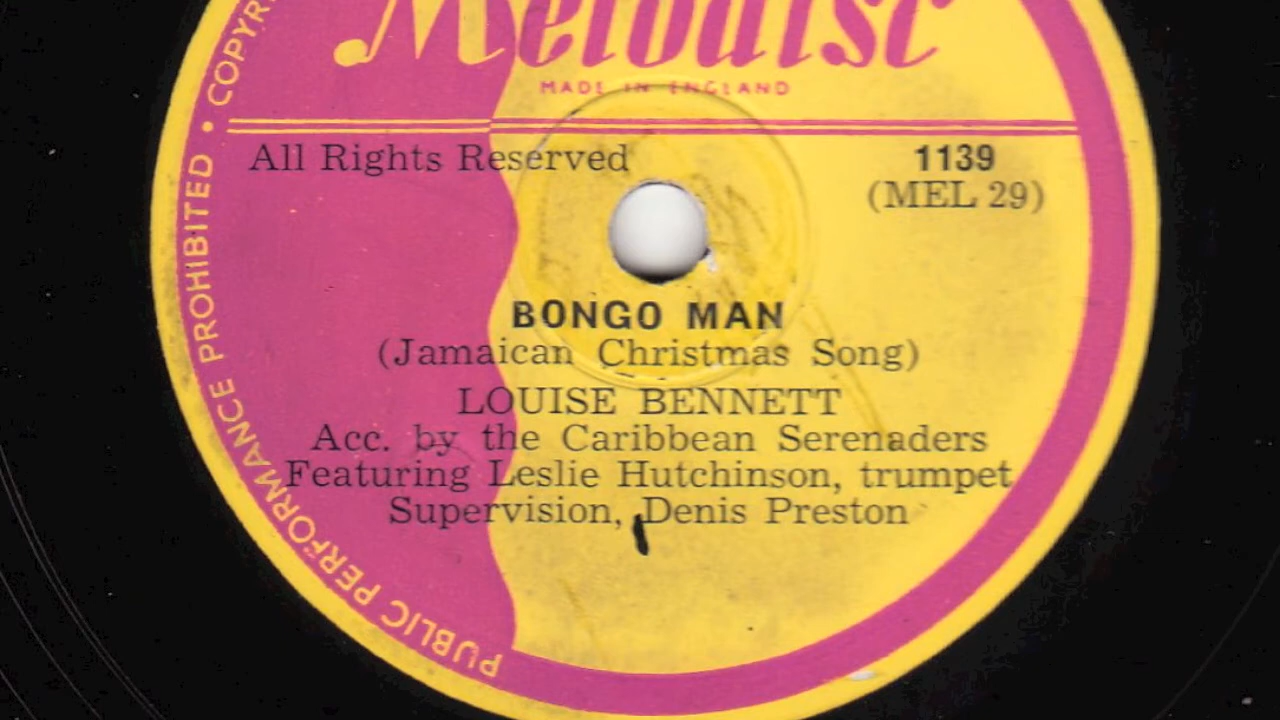 Melodisc
MADE IN ENGLAND
All Rights Reserved
1139
(MEL 29)
BONGO MAN
(Jamaican Christmas Song)
LOUISE BENNETT
Acc. by the Caribbean Serenaders
Featuring Leslie Hutchinson, trumpet
Supervision, Denis Preston
PUBLIC PERFORMANCE PROHIBITED • COPYR